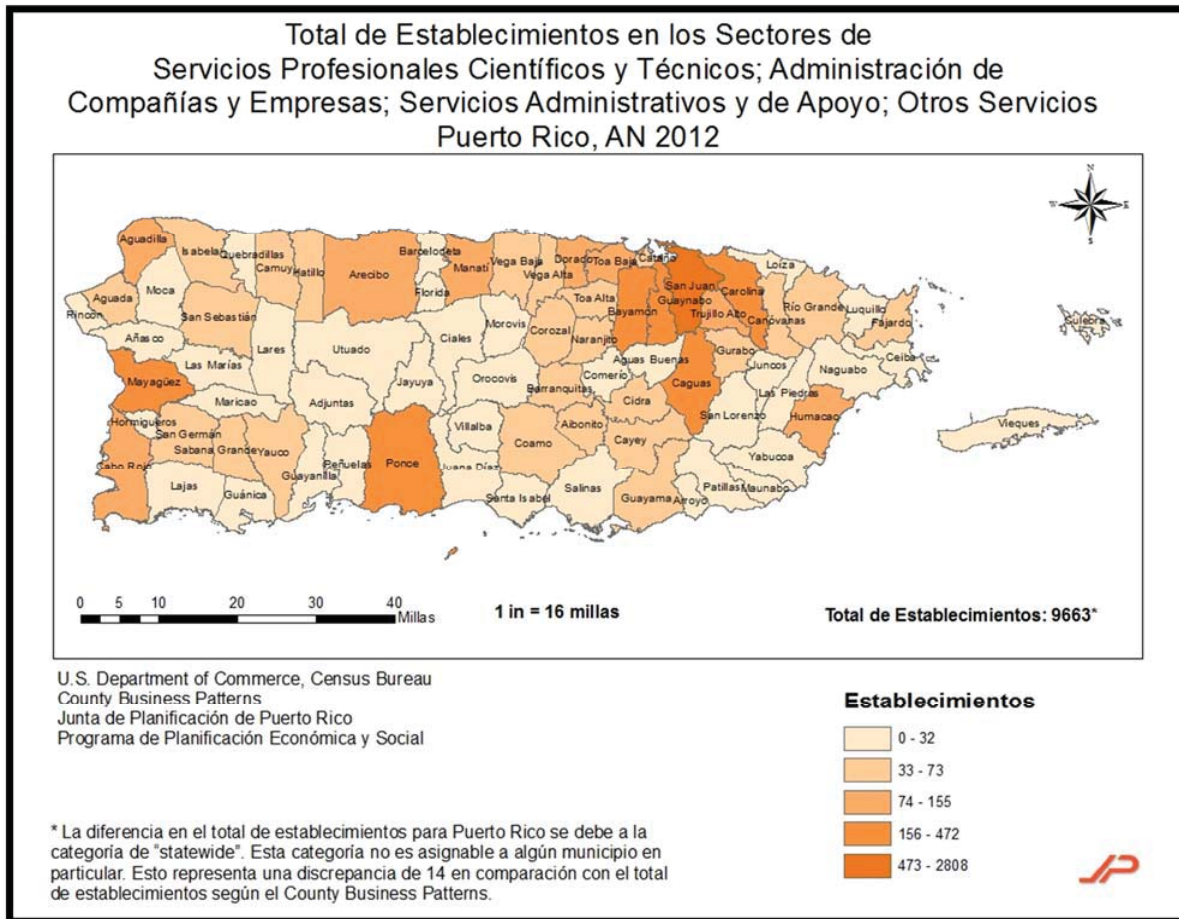 Total de Establecimientos en los Sectores de
Servicios Profesionales Científicos y Técnicos; Administración de
Compañías y Empresas; Servicios Administrativos y de Apoyo; Otros Servicios
Puerto Rico, AN 2012
N
W
E
S
Aguadilla
Isabela
Quebradillas
Camuy
Hatillo
Arecibo
Barceloneta
Manatí
Vega Baja
Vega Alta
Dorado
Toa Baja
Cataño
San Juan
Loíza
Aguada
Moca
Florida
Toa Alta
Bayamón
Guaynabo
Carolina
Trujillo Alto
Canóvanas
Río Grande
Luquillo
Fajardo
Culebra
Rincón
San Sebastián
Añasco
Lares
Utuado
Ciales
Morovis
Corozal
Naranjito
Aguas Buenas
Gurabo
Juncos
Ceiba
Naguabo
Las Marías
Mayagüez
Maricao
Adjuntas
Jayuya
Orocovis
Barranquitas
Comerío
Cidra
Caguas
San Lorenzo
Las Piedras
Humacao
Vieques
Hormigueros
San Germán
Sabana Grande
Yauco
Cabo Rojo
Lajas
Guánica
Guayanilla
Peñuelas
Ponce
Villalba
Juana Díaz
Coamo
Aibonito
Cayey
Santa Isabel
Salinas
Guayama
Arroyo
Patillas
Maunabo
Yabucoa
0 5 10 20 30 40
Millas
1 in = 16 millas
Total de Establecimientos: 9663*
U.S. Department of Commerce, Census Bureau
County Business Patterns
Junta de Planificación de Puerto Rico
Programa de Planificación Económica y Social
Establecimientos
0 - 32
33 - 73
74 - 155
156 - 472
473 - 2808
* La diferencia en el total de establecimientos para Puerto Rico se debe a la
categoría de "statewide". Esta categoría no es asignable a algún municipio en
particular. Esto representa una discrepancia de 14 en comparación con el total
de establecimientos según el County Business Patterns.
JP